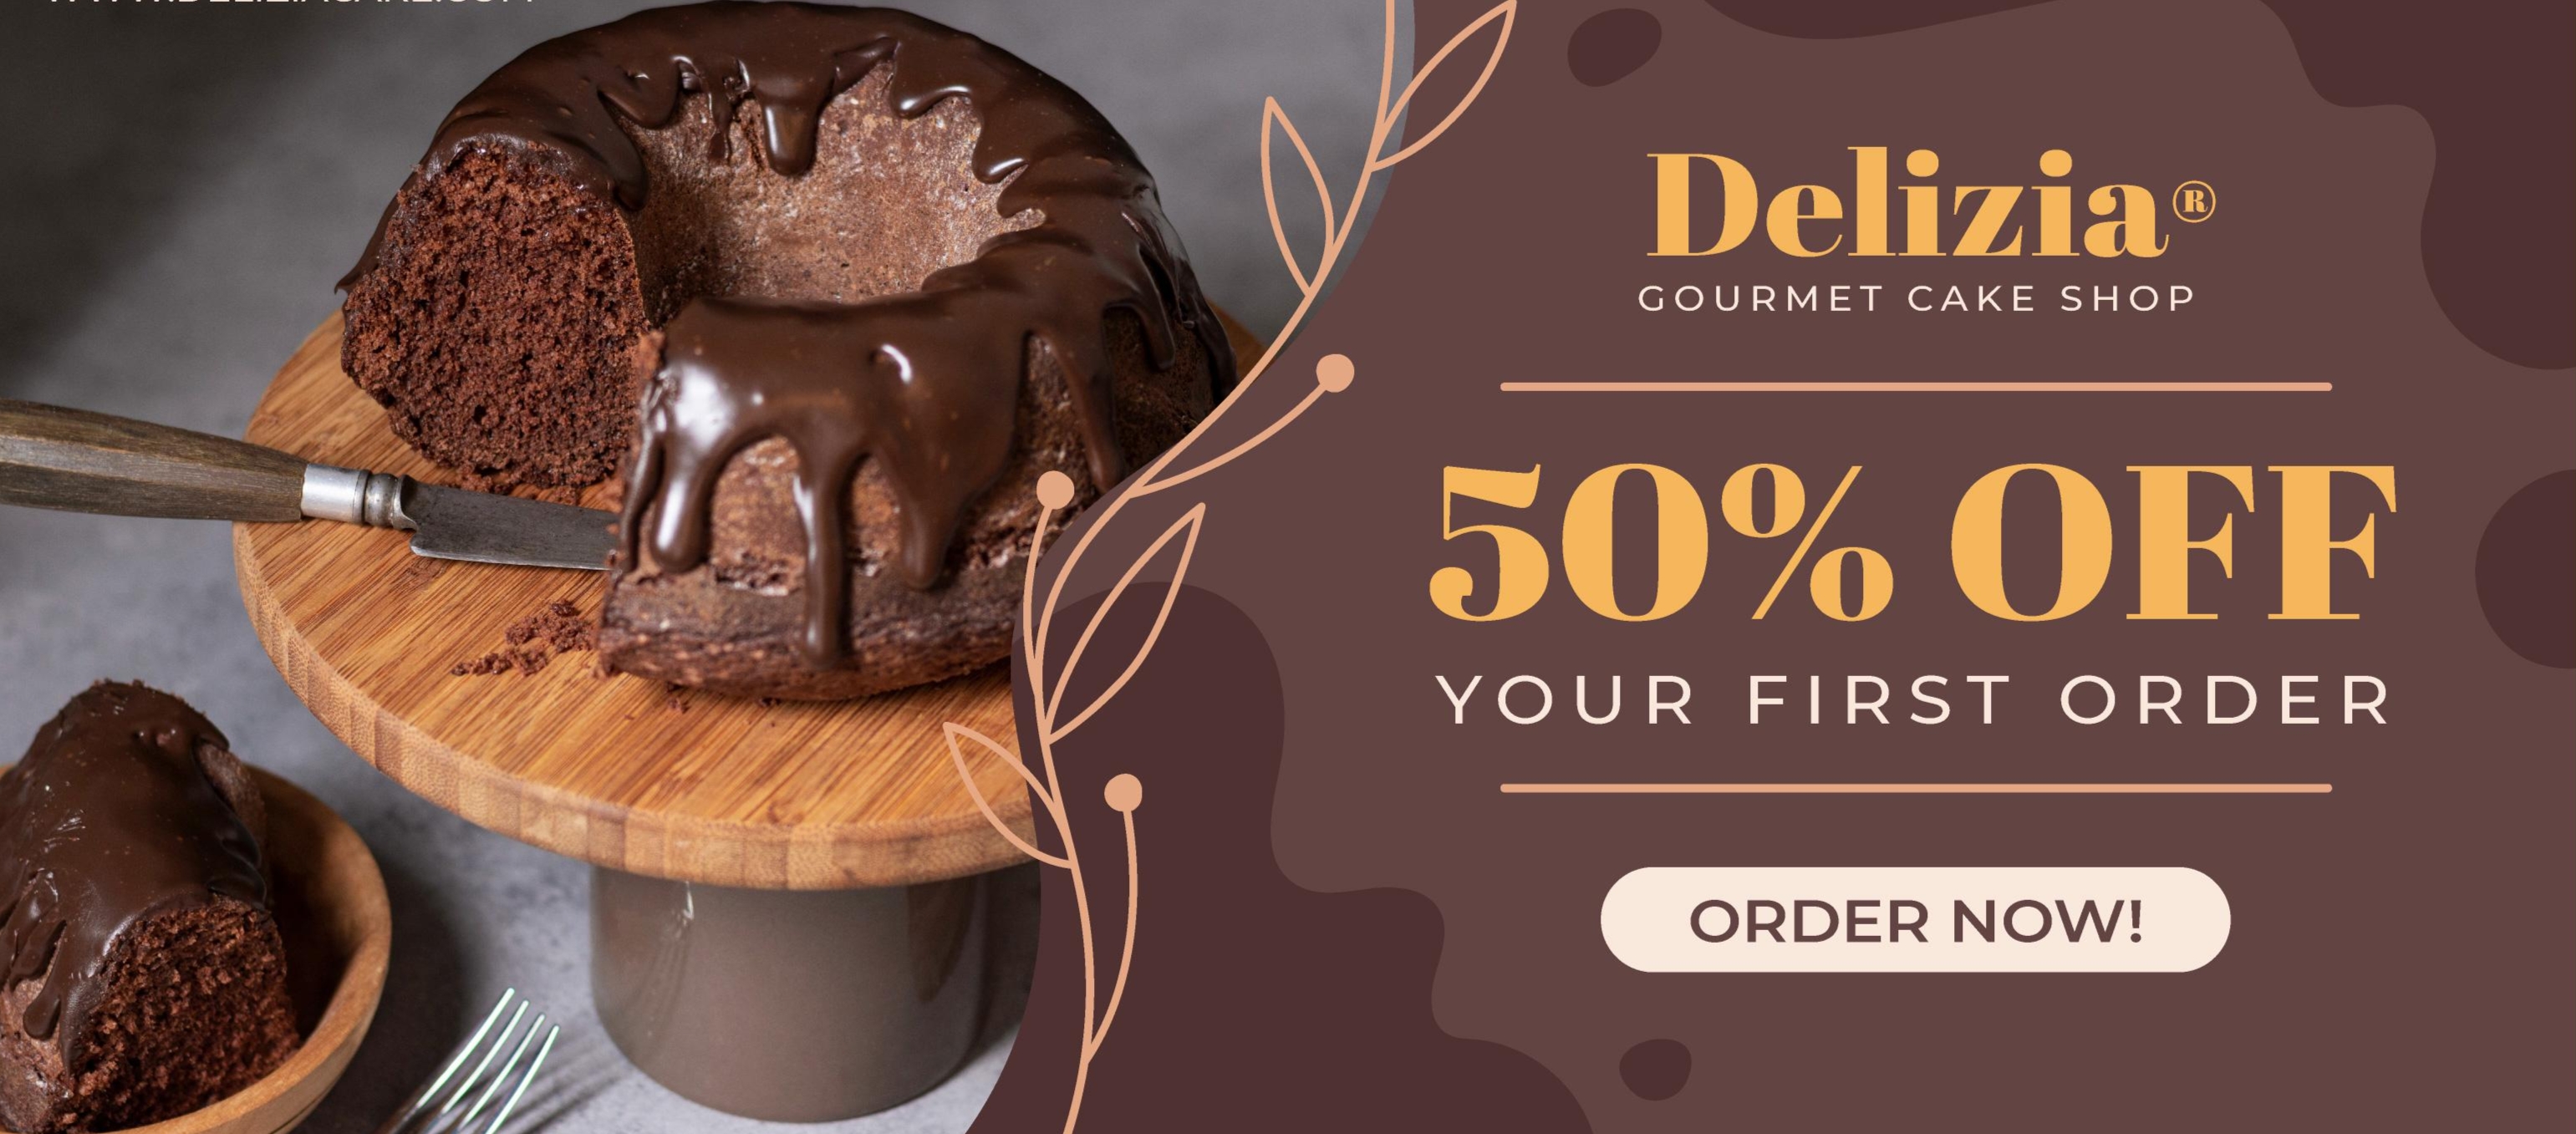 Delizia®
GOURMET CAKE SHOP
50% OFF
YOUR FIRST ORDER
ORDER NOW!